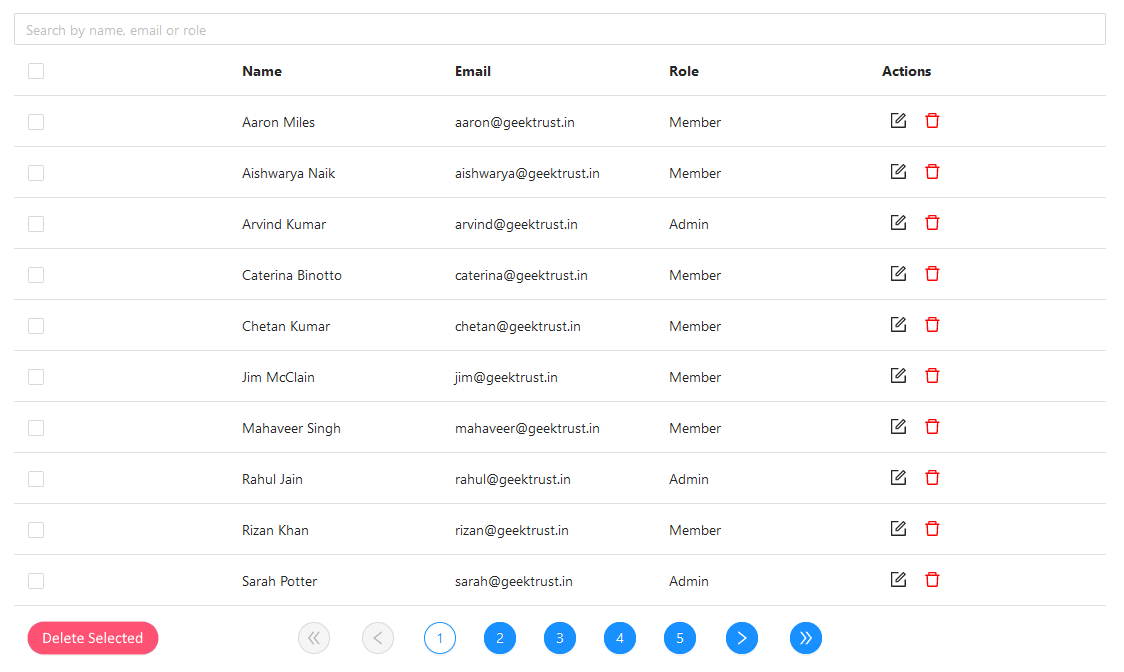 Search by name, email or role
Name Email Role Actions
Aaron Miles aaron@geektrust.in Member
Aishwarya Naik aishwarya@geektrust.in Member
Arvind Kumar arvind@geektrust.in Admin
Caterina Binotto caterina@geektrust.in Member
Chetan Kumar chetan@geektrust.in Member
Jim McClain jim@geektrust.in Member
Mahaveer Singh mahaveer@geektrust.in Member
Rahul Jain rahul@geektrust.in Admin
Rizan Khan rizan@geektrust.in Member
Sarah Potter sarah@geektrust.in Admin
Delete Selected 1 2 3 4 5